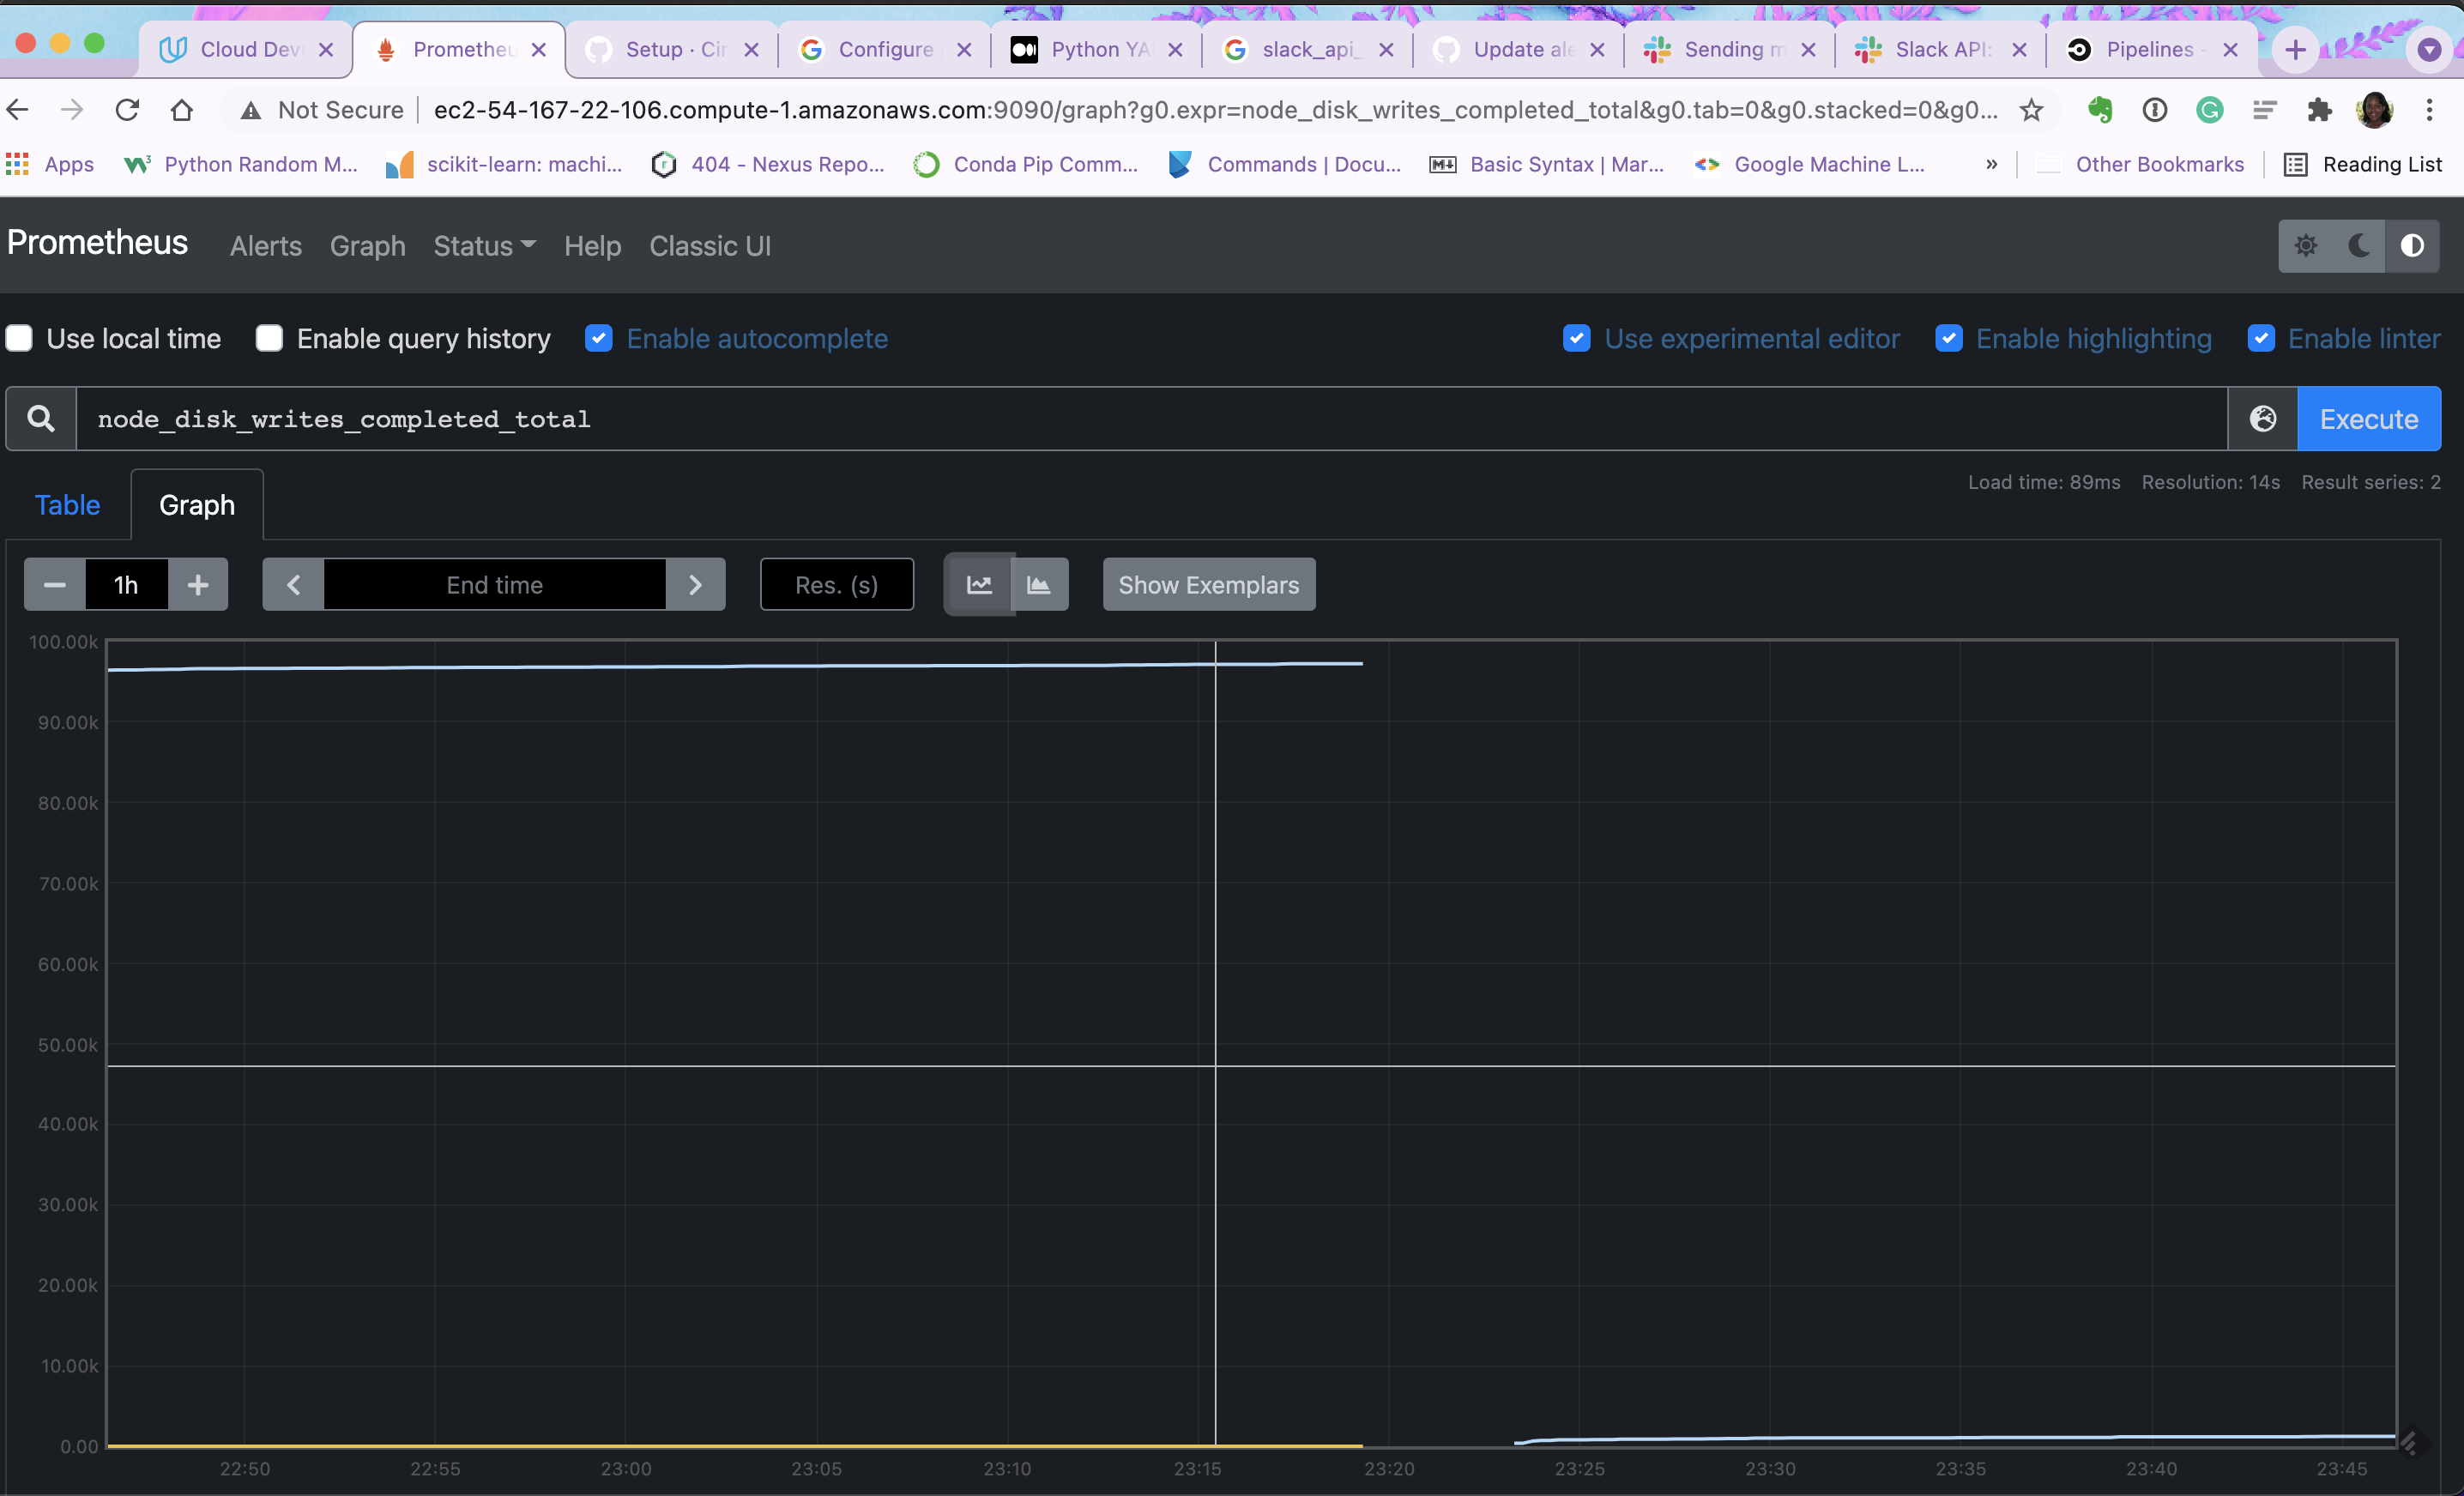 Cloud Dev Prometheu Setup · Cir Configure Python YA slack_api_ Update ale Sending m Slack API: Pipelines -
Not Secure ec2-54-167-22-106.compute-1.amazonaws.com:9090/graph?g0.expr=node_disk_writes_completed_total&g0.tab=0&g0.stacked=0&g0...
Apps Python Random M... scikit-learn: machi... 404 - Nexus Repo... Conda Pip Comm... Commands | Docu... Basic Syntax | Mar... Google Machine L... » Other Bookmarks Reading List
Prometheus Alerts Graph Status Help Classic UI
Use local time Enable query history Enable autocomplete Use experimental editor Enable highlighting Enable linter
node_disk_writes_completed_total Execute
Load time: 89ms Resolution: 14s Result series: 2
Table Graph
1h End time Res. (s) Show Exemplars
100.00k
90.00k
80.00k
70.00k
60.00k
50.00k
40.00k
30.00k
20.00k
10.00k
0.00
22:50 22:55 23:00 23:05 23:10 23:15 23:20 23:25 23:30 23:35 23:40 23:45